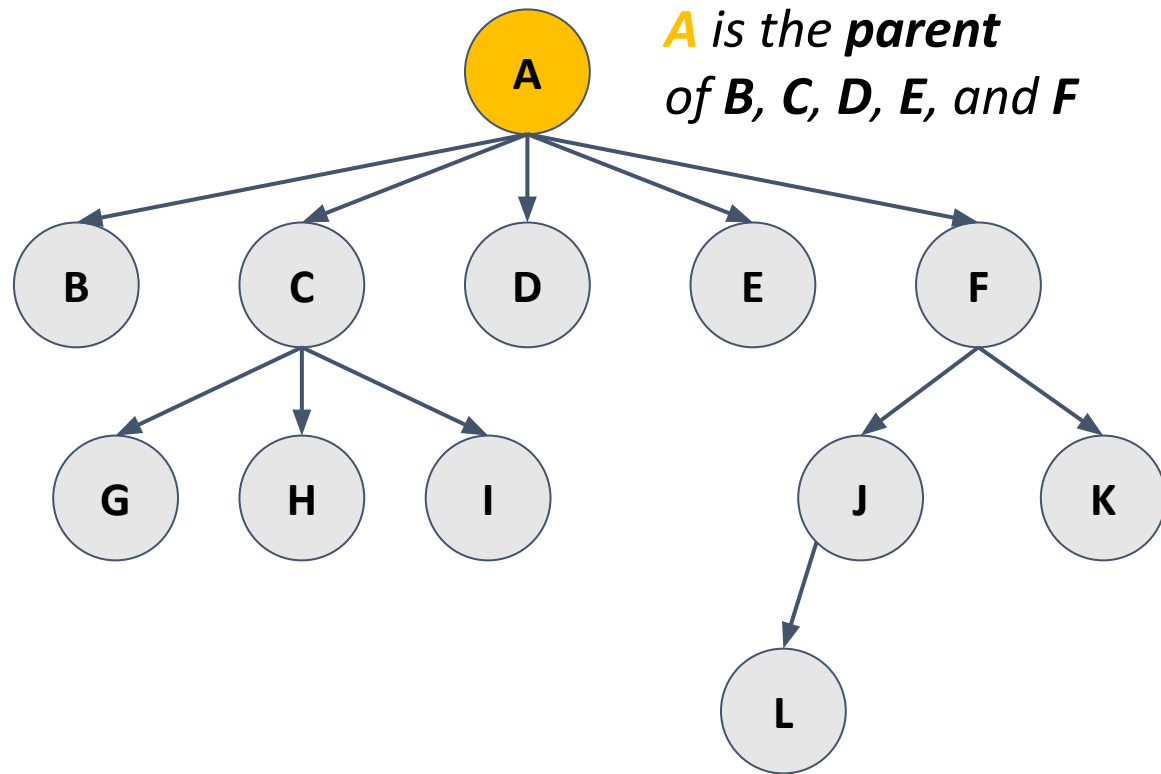 A is the parent
of B, C, D, E, and F
A
B C D E F
G H I J K
L